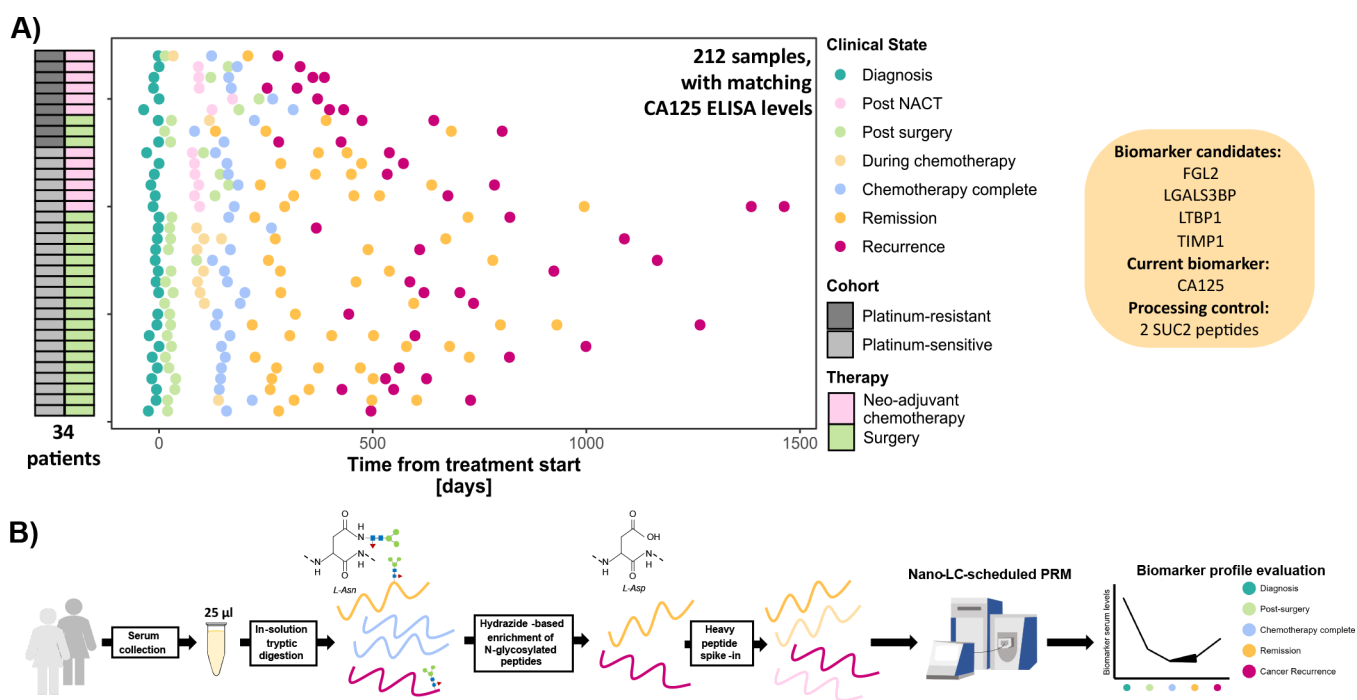 A)
212 samples,
with matching
CA125 ELISA levels
34
patients
0
500
1000
1500
Time from treatment start
[days]
Clinical State
Diagnosis
Post NACT
Post surgery
During chemotherapy
Chemotherapy complete
Remission
Recurrence
Cohort
Platinum-resistant
Platinum-sensitive
Therapy
Neo-adjuvant
chemotherapy
Surgery
Biomarker candidates:
FGL2
LGALS3BP
LTBP1
TIMP1
Current biomarker:
CA125
Processing control:
2 SUC2 peptides
B)
Serum
collection
25 µl
In-solution
tryptic
digestion
O
H
N
N
H
O
N
H
L-Asn
Hydrazide -based
enrichment of
N-glycosylated
peptides
O
OH
N
H
O
H
N
L-Asp
Heavy
peptide
spike -in
Nano-LC-scheduled PRM
Biomarker profile evaluation
Biomarker serum levels
Diagnosis
Post-surgery
Chemotherapy complete
Remission
Cancer Recurrence